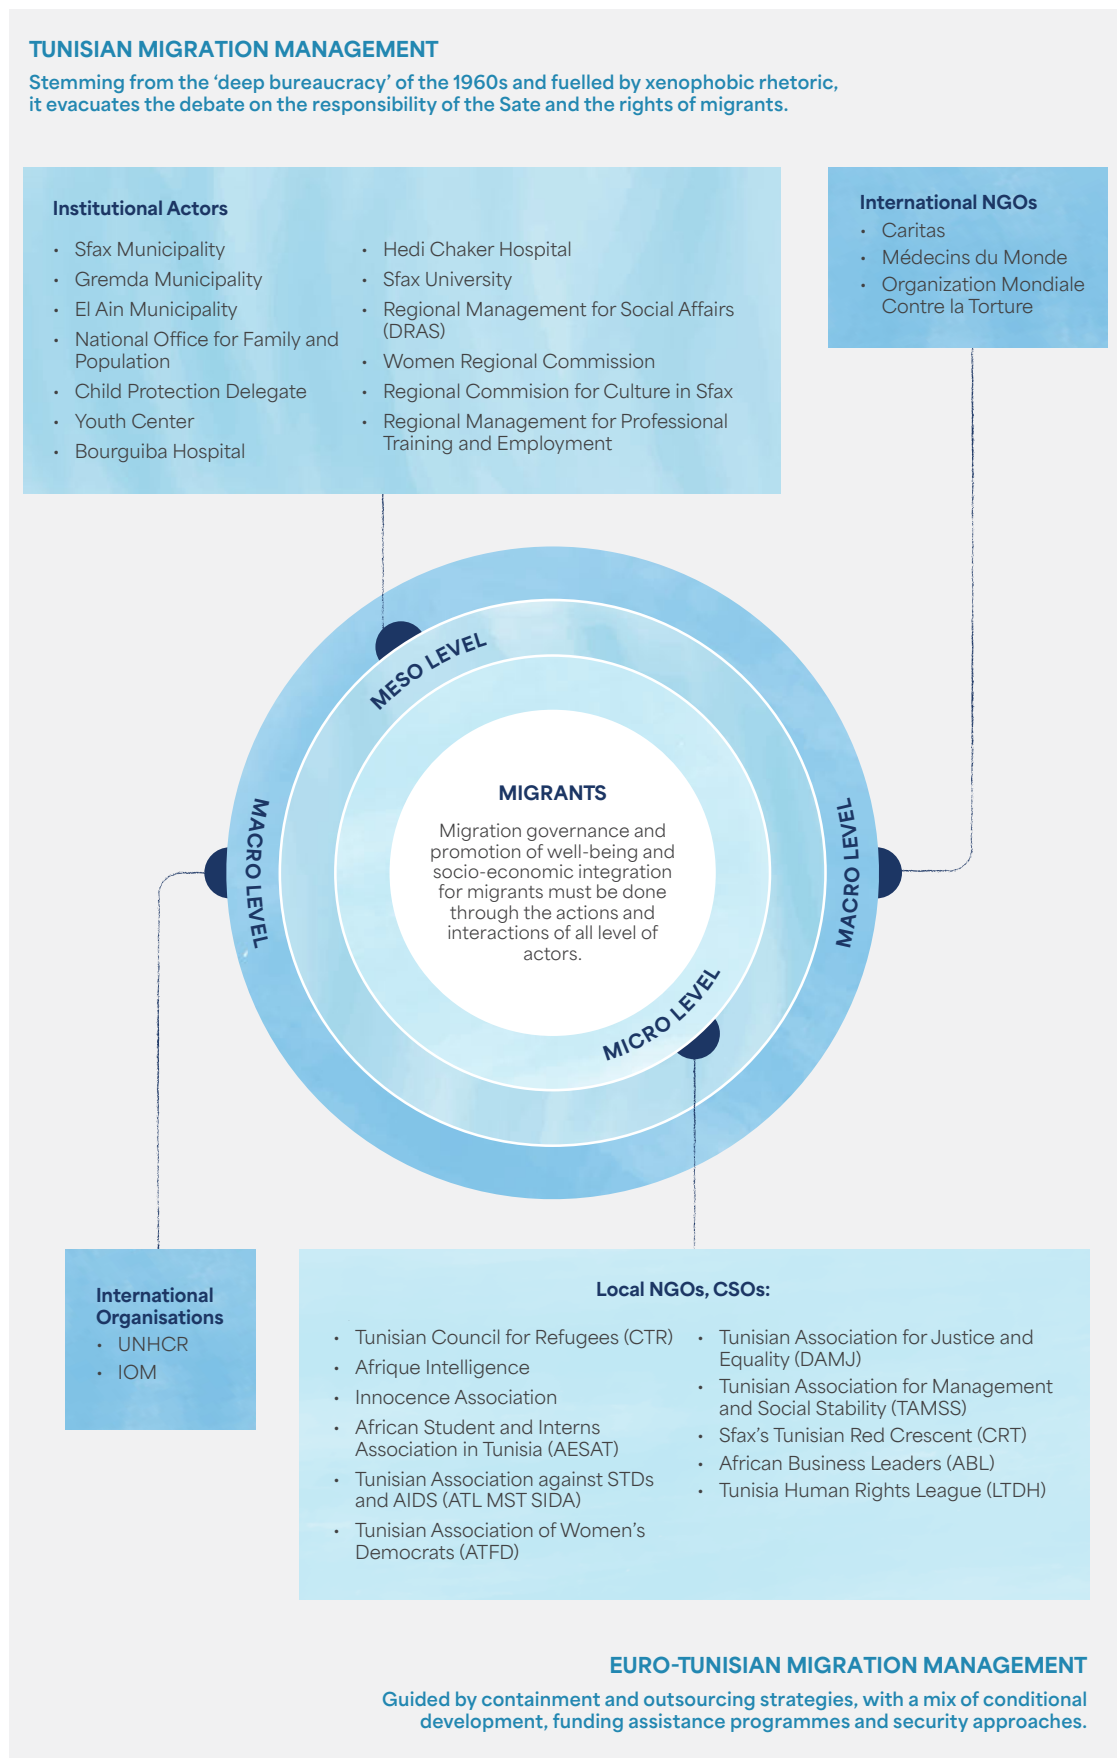 TUNISIAN MIGRATION MANAGEMENT
Stemming from the ‘deep bureaucracy’ of the 1960s and fuelled by xenophobic rhetoric,
it evacuates the debate on the responsibility of the Sate and the rights of migrants.
Institutional Actors
• Sfax Municipality
• Gremda Municipality
• El Ain Municipality
• National Office for Family and
Population
• Child Protection Delegate
• Youth Center
• Bourguiba Hospital
• Hedi Chaker Hospital
• Sfax University
• Regional Management for Social Affairs
(DRAS)
• Women Regional Commission
• Regional Commision for Culture in Sfax
• Regional Management for Professional
Training and Employment
International NGOs
• Caritas
• Médecins du Monde
• Organization Mondiale
Contre la Torture
MESO LEVEL
MACRO LEVEL
MIGRANTS
Migration governance and
promotion of well-being and
socio-economic integration
for migrants must be done
through the actions and
interactions of all level of
actors.
MACRO LEVEL
MICRO LEVEL
International
Organisations
• UNHCR
• IOM
Local NGOs, CSOs:
• Tunisian Council for Refugees (CTR)
• Afrique Intelligence
• Innocence Association
• African Student and Interns
Association in Tunisia (AESAT)
• Tunisian Association against STDs
and AIDS (ATL MST SIDA)
• Tunisian Association of Women’s
Democrats (ATFD)
• Tunisian Association for Justice and
Equality (DAMJ)
• Tunisian Association for Management
and Social Stability (TAMSS)
• Sfax’s Tunisian Red Crescent (CRT)
• African Business Leaders (ABL)
• Tunisia Human Rights League (LTDH)
EURO-TUNISIAN MIGRATION MANAGEMENT
Guided by containment and outsourcing strategies, with a mix of conditional
development, funding assistance programmes and security approaches.